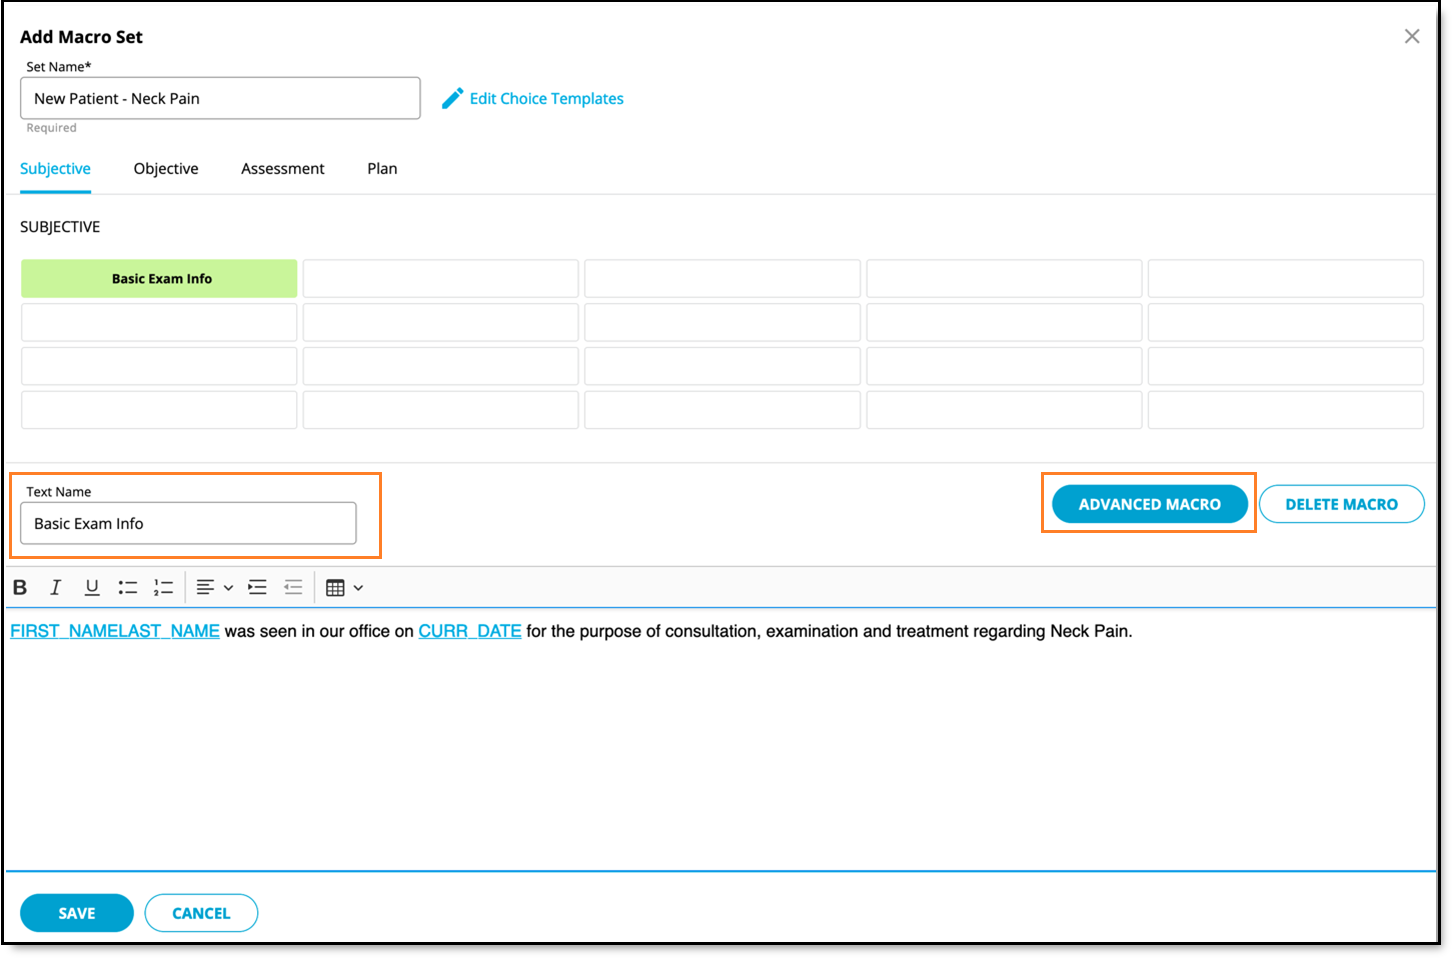 Add Macro Set
Set Name*
New Patient - Neck Pain
Edit Choice Templates
Required
Subjective Objective Assessment Plan
SUBJECTIVE
Basic Exam Info
Text Name
Basic Exam Info
ADVANCED MACRO
DELETE MACRO
B I U
FIRST_NAMELAST_NAME was seen in our office on CURR_DATE for the purpose of consultation, examination and treatment regarding Neck Pain.
SAVE CANCEL